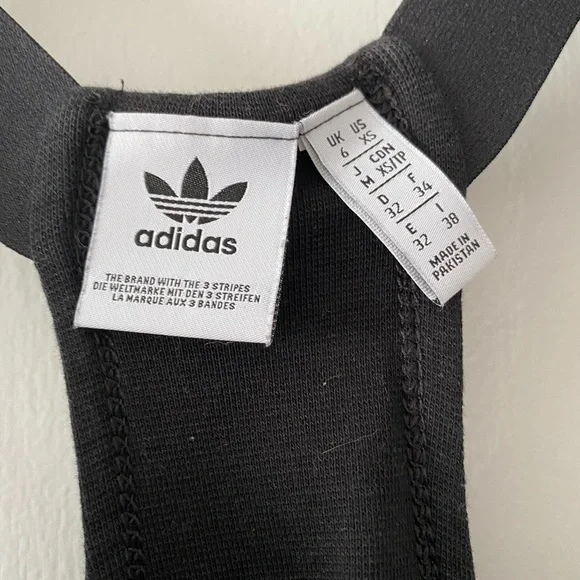 adidas
THE BRAND WITH THE 3 STRIPES
DIE WELTMARKE MIT DEN 3 STREIFEN
LA MARQUE AUX 3 BANDES
UK US
6 XS
J CDN
M XS/TP
D F
32 34
E I
32 38
MADE IN
PAKISTAN